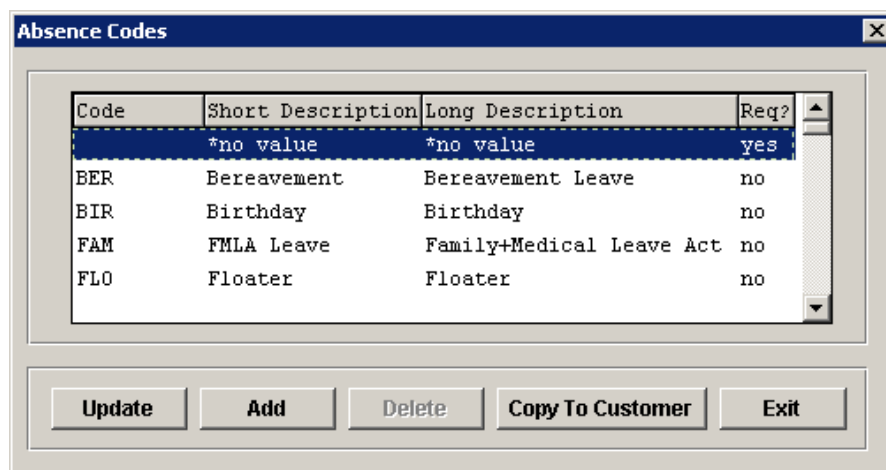 Absence Codes
Code Short Description Long Description Req?
*no value *no value yes
BER Bereavement Bereavement Leave no
BIR Birthday Birthday no
FAM FMLA Leave Family+Medical Leave Act no
FLO Floater Floater no
Update Add Delete Copy To Customer Exit